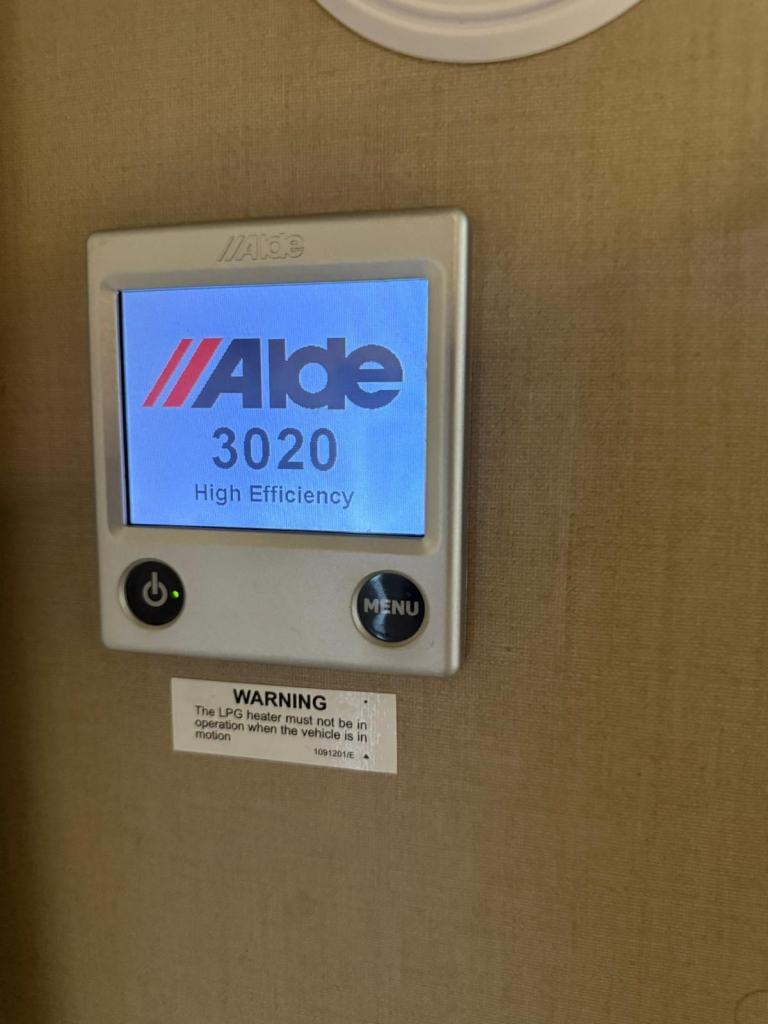 Alde
Alde
3020
High Efficiency
MENU
WARNING
The LPG heater must not be in
operation when the vehicle is in
motion
1091201/E